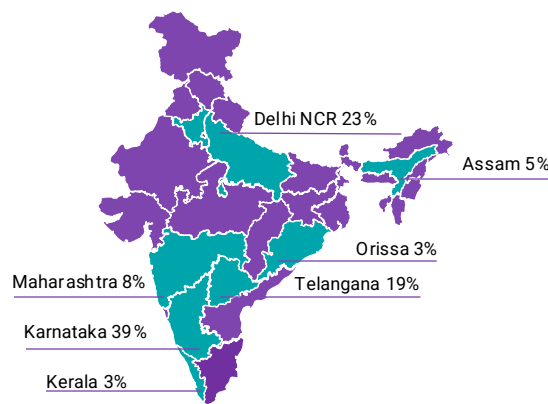 Delhi NCR 23%
Assam 5%
Orissa 3%
Maharashtra 8%
Telangana 19%
Karnataka 39%
Kerala 3%